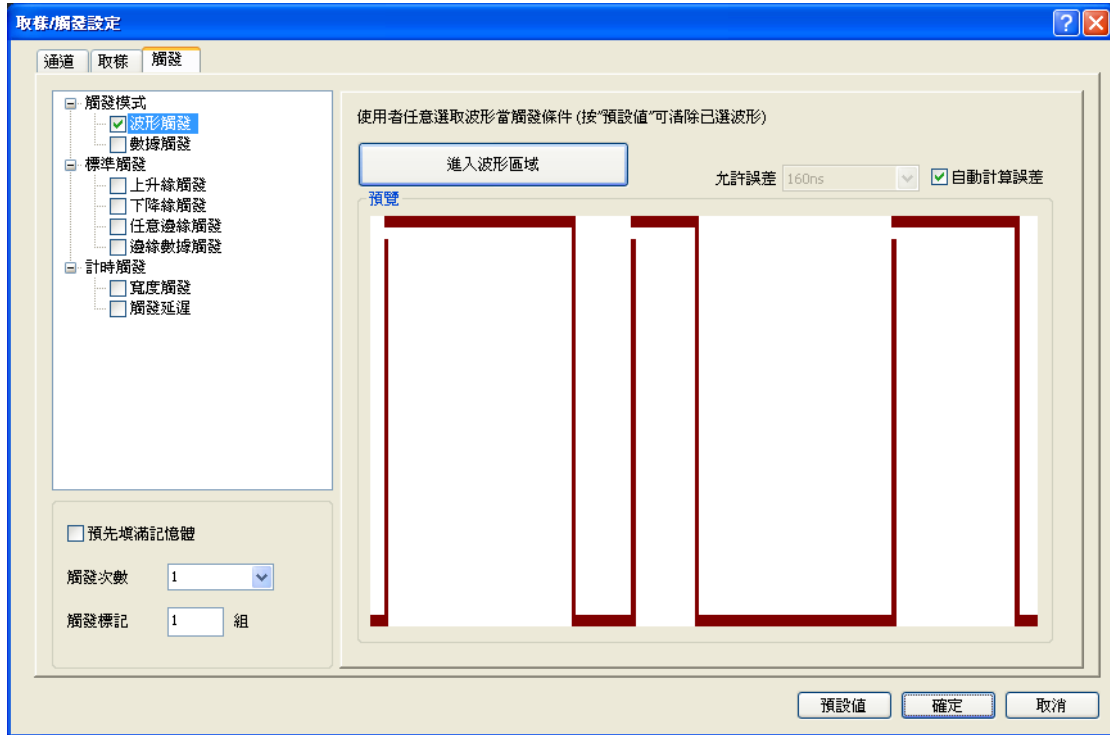 取樣/觸發設定
通道 取樣 觸發
觸發模式
波形觸發
數據觸發
標準觸發
上升緣觸發
下降緣觸發
任意邊緣觸發
邊緣數據觸發
計時觸發
寬度觸發
觸發延遲
預先填滿記憶體
觸發次數 1
觸發標記 1 組
使用者任意選取波形當觸發條件 (按"預設值"可清除已選波形)
進入波形區域
允許誤差 160ns 自動計算誤差
預覽
預設值 確定 取消